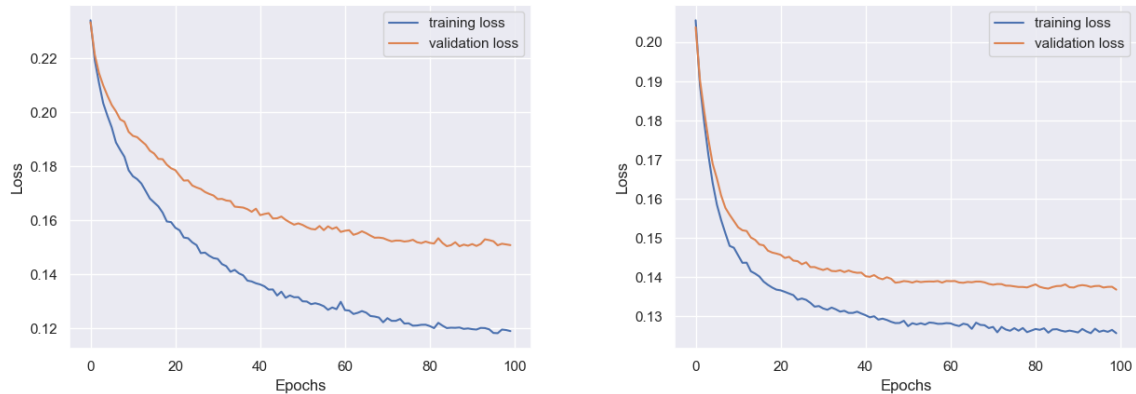 training loss
validation loss
0.22
0.20
0.18
0.16
0.14
0.12
Loss
0 20 40 60 80 100
Epochs
training loss
validation loss
0.20
0.19
0.18
0.17
0.16
0.15
0.14
0.13
Loss
0 20 40 60 80 100
Epochs